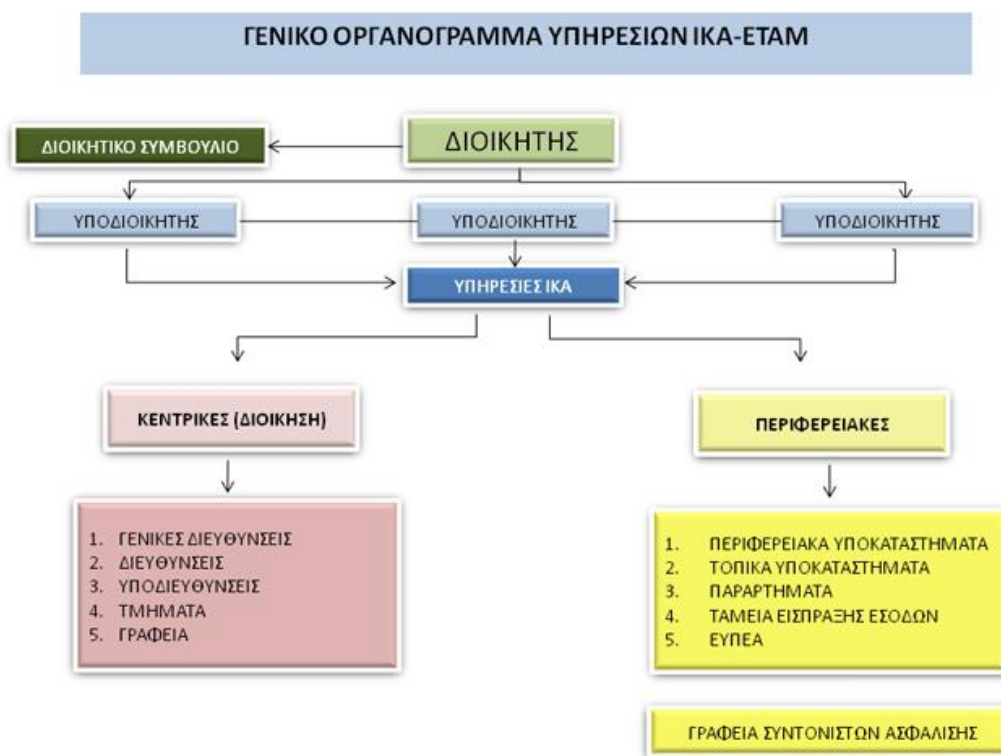 ΓΕΝΙΚΟ ΟΡΓΑΝΟΓΡΑΜΜΑ ΥΠΗΡΕΣΙΩΝ ΙΚΑ-ΕΤΑΜ
ΔΙΟΙΚΗΤΗΣ
ΔΙΟΙΚΗΤΙΚΟ ΣΥΜΒΟΥΛΙΟ
ΥΠΟΔΙΟΙΚΗΤΗΣ
ΥΠΟΔΙΟΙΚΗΤΗΣ
ΥΠΟΔΙΟΙΚΗΤΗΣ
ΥΠΗΡΕΣΙΕΣ ΙΚΑ
ΚΕΝΤΡΙΚΕΣ (ΔΙΟΙΚΗΣΗ)
1. ΓΕΝΙΚΕΣ ΔΙΕΥΘΥΝΣΕΙΣ
2. ΔΙΕΥΘΥΝΣΕΙΣ
3. ΥΠΟΔΙΕΥΘΥΝΣΕΙΣ
4. ΤΜΗΜΑΤΑ
5. ΓΡΑΦΕΙΑ
ΠΕΡΙΦΕΡΕΙΑΚΕΣ
1. ΠΕΡΙΦΕΡΕΙΑΚΑ ΥΠΟΚΑΤΑΣΤΗΜΑΤΑ
2. ΤΟΠΙΚΑ ΥΠΟΚΑΤΑΣΤΗΜΑΤΑ
3. ΠΑΡΑΡΤΗΜΑΤΑ
4. ΤΑΜΕΙΑ ΕΙΣΠΡΑΞΗΣ ΕΣΟΔΩΝ
5. ΕΥΠΕΑ
ΓΡΑΦΕΙΑ ΣΥΝΤΟΝΙΣΤΩΝ ΑΣΦΑΛΙΣΗΣ